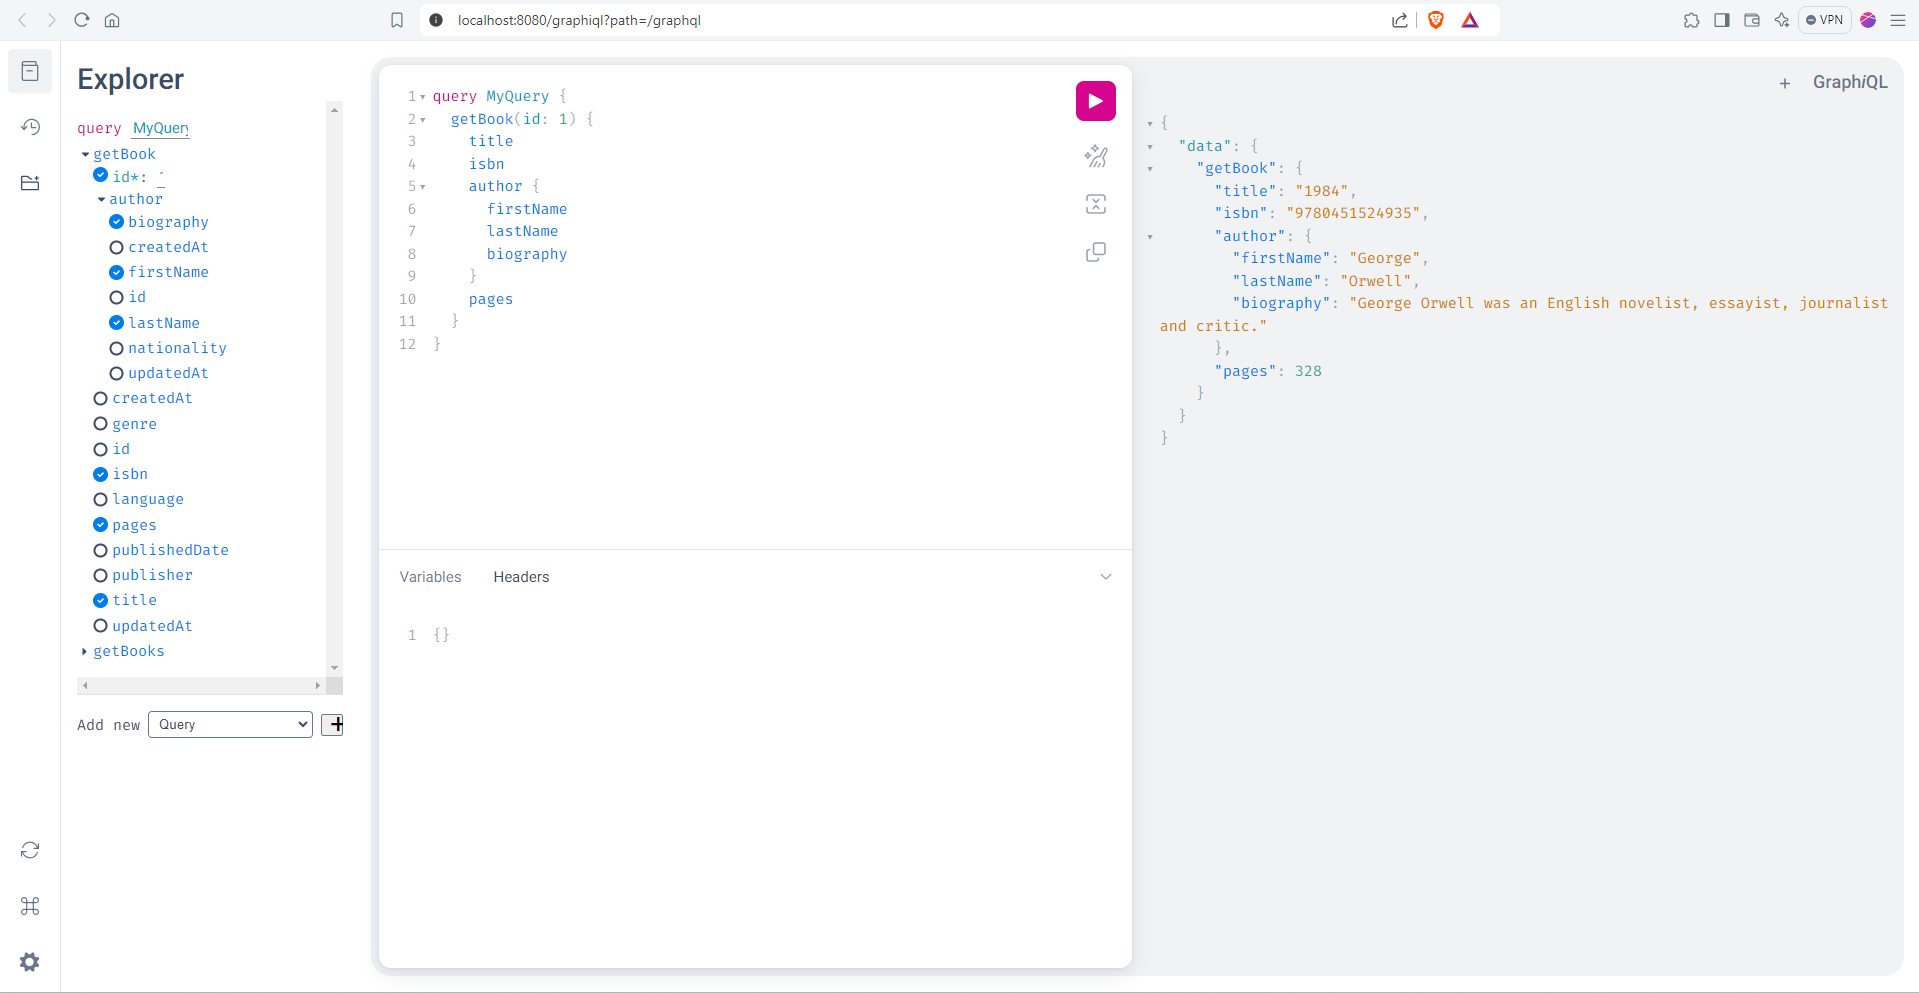 localhost:8080/graphiql?path=/graphql
VPN
Explorer
query MyQuery
getBook
id*:
author
biography
createdAt
firstName
id
lastName
nationality
updatedAt
createdAt
genre
id
isbn
language
pages
publishedDate
publisher
title
updatedAt
getBooks
Add new Query +
1 query MyQuery {
2 getBook(id: 1) {
3 title
4 isbn
5 author {
6 firstName
7 lastName
8 biography
9 }
10 pages
11 }
12 }
Variables Headers
1 {}
+ GraphiQL
{
"data": {
"getBook": {
"title": "1984",
"isbn": "9780451524935",
"author": {
"firstName": "George",
"lastName": "Orwell",
"biography": "George Orwell was an English novelist, essayist, journalist
and critic."
},
"pages": 328
}
}
}